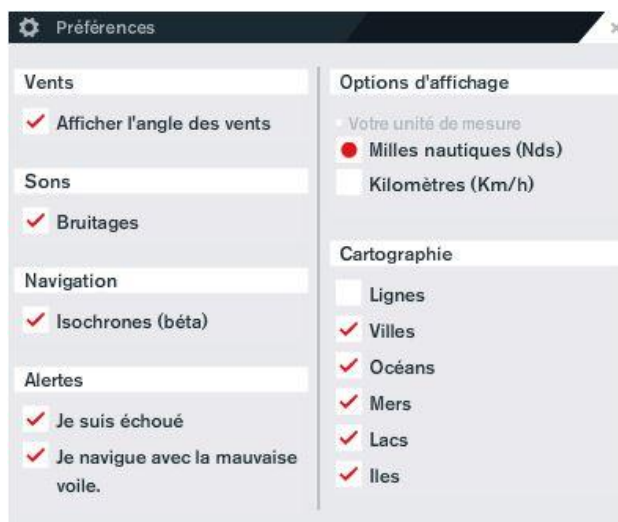 Préférences
Vents
Afficher l'angle des vents
Sons
Bruitages
Navigation
Isochrones (béta)
Alertes
Je suis échoué
Je navigue avec la mauvaise
voile.
Options d'affichage
Votre unité de mesure
Milles nautiques (Nds)
Kilomètres (Km/h)
Cartographie
Lignes
Villes
Océans
Mers
Lacs
Iles